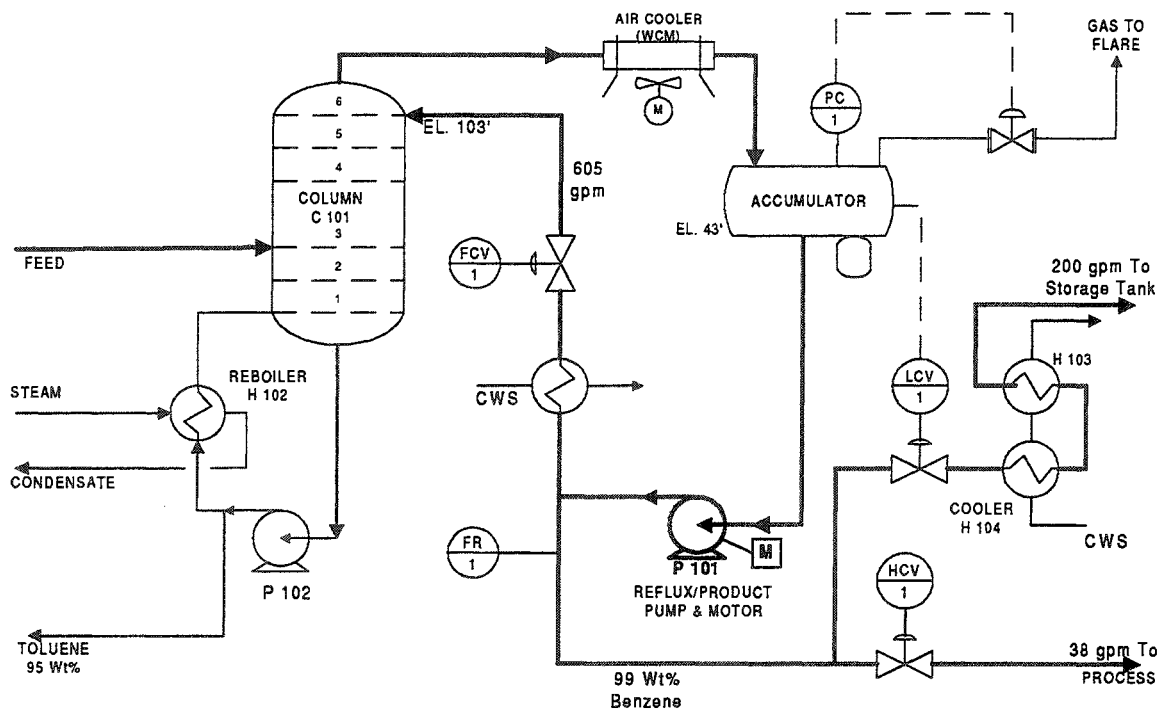 AIR COOLER
(WCM)
M
GAS TO
FLARE
PC
1
6
5
4
COLUMN
C 101
3
2
1
EL. 103'
605
gpm
ACCUMULATOR
EL. 43'
FEED
FCV
1
200 gpm To
Storage Tank
H 103
REBOILER
H 102
STEAM
CWS
LCV
1
CONDENSATE
COOLER
H 104
CWS
FR
1
M
P 101
REFLUX/PRODUCT
PUMP & MOTOR
HCV
1
P 102
TOLUENE
95 Wt%
99 Wt%
Benzene
38 gpm To
PROCESS